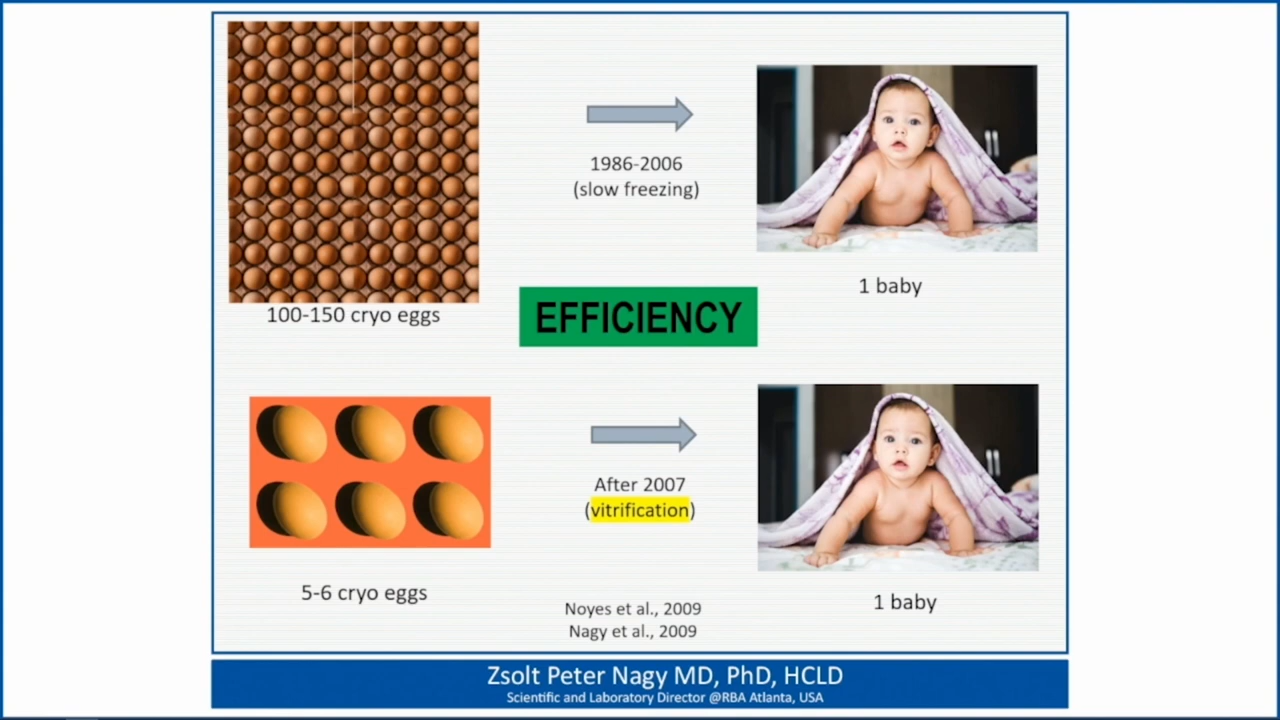 1986-2006
(slow freezing)
1 baby
100-150 cryo eggs
EFFICIENCY
After 2007
(vitrification)
5-6 cryo eggs
1 baby
Noyes et al., 2009
Nagy et al., 2009
Zsolt Peter Nagy MD, PhD, HCLD
Scientific and Laboratory Director @RBA Atlanta, USA